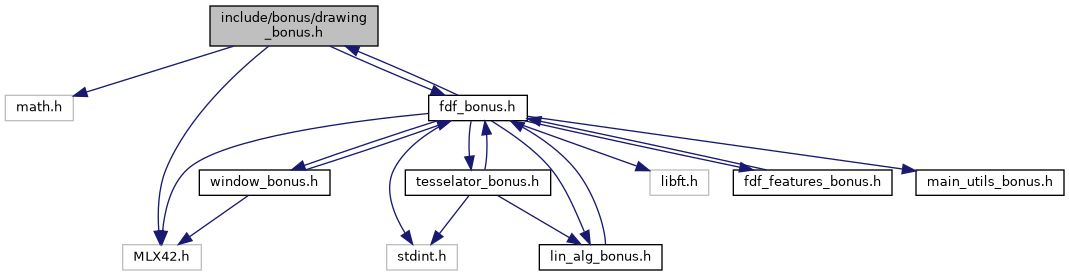 include/bonus/drawing
_bonus.h
math.h
fdf_bonus.h
window_bonus.h
tesselator_bonus.h
libft.h
fdf_features_bonus.h
main_utils_bonus.h
MLX42.h
stdint.h
lin_alg_bonus.h